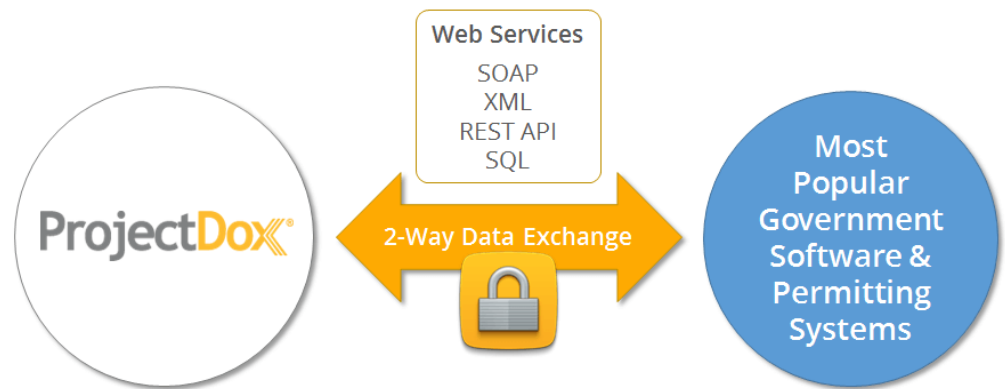 Web Services
SOAP
XML
REST API
SQL
ProjectDox®
2-Way Data Exchange
Most
Popular
Government
Software &
Permitting
Systems